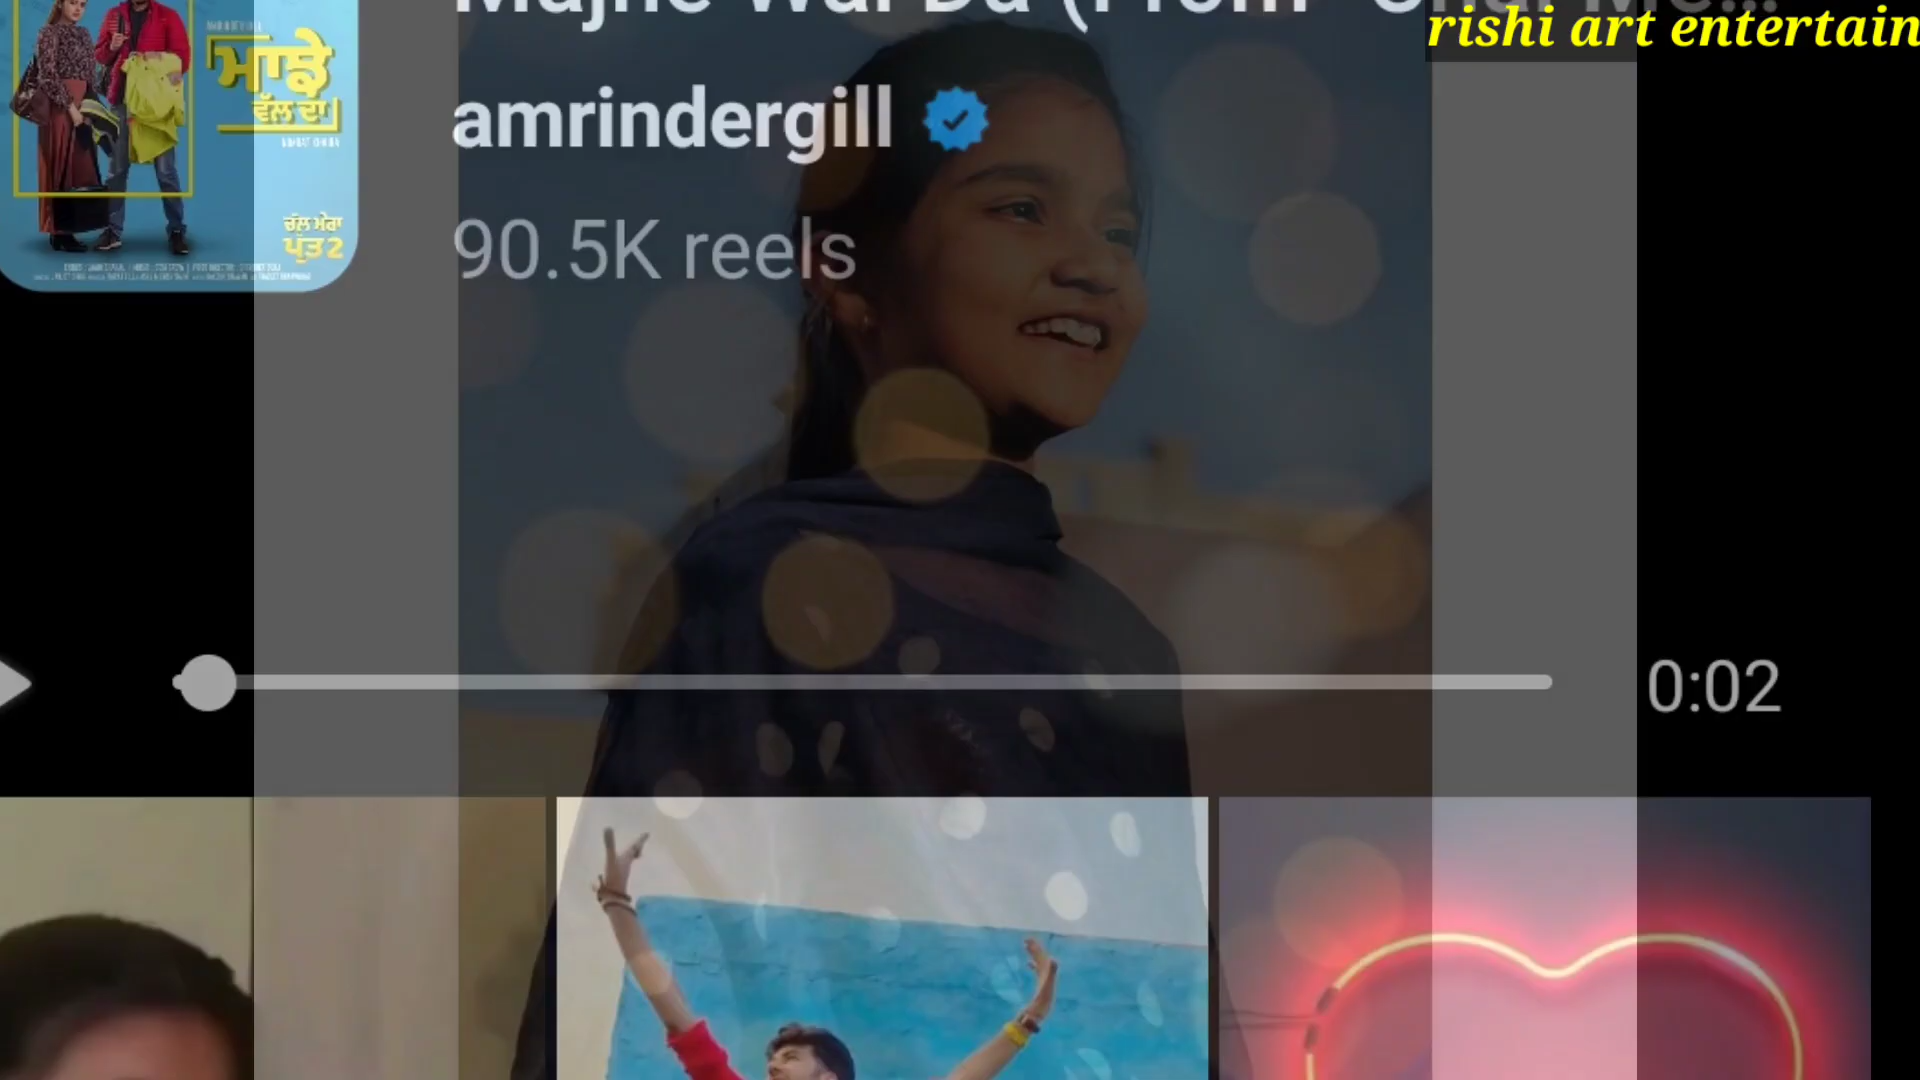 rishi art entertain
amrindergill
90.5K reels
ਮਾਝੇ
ਵੱਲ ਦਾ
ਚੱਲ ਮੇਰਾ
ਪੁੱਤ 2
0:02